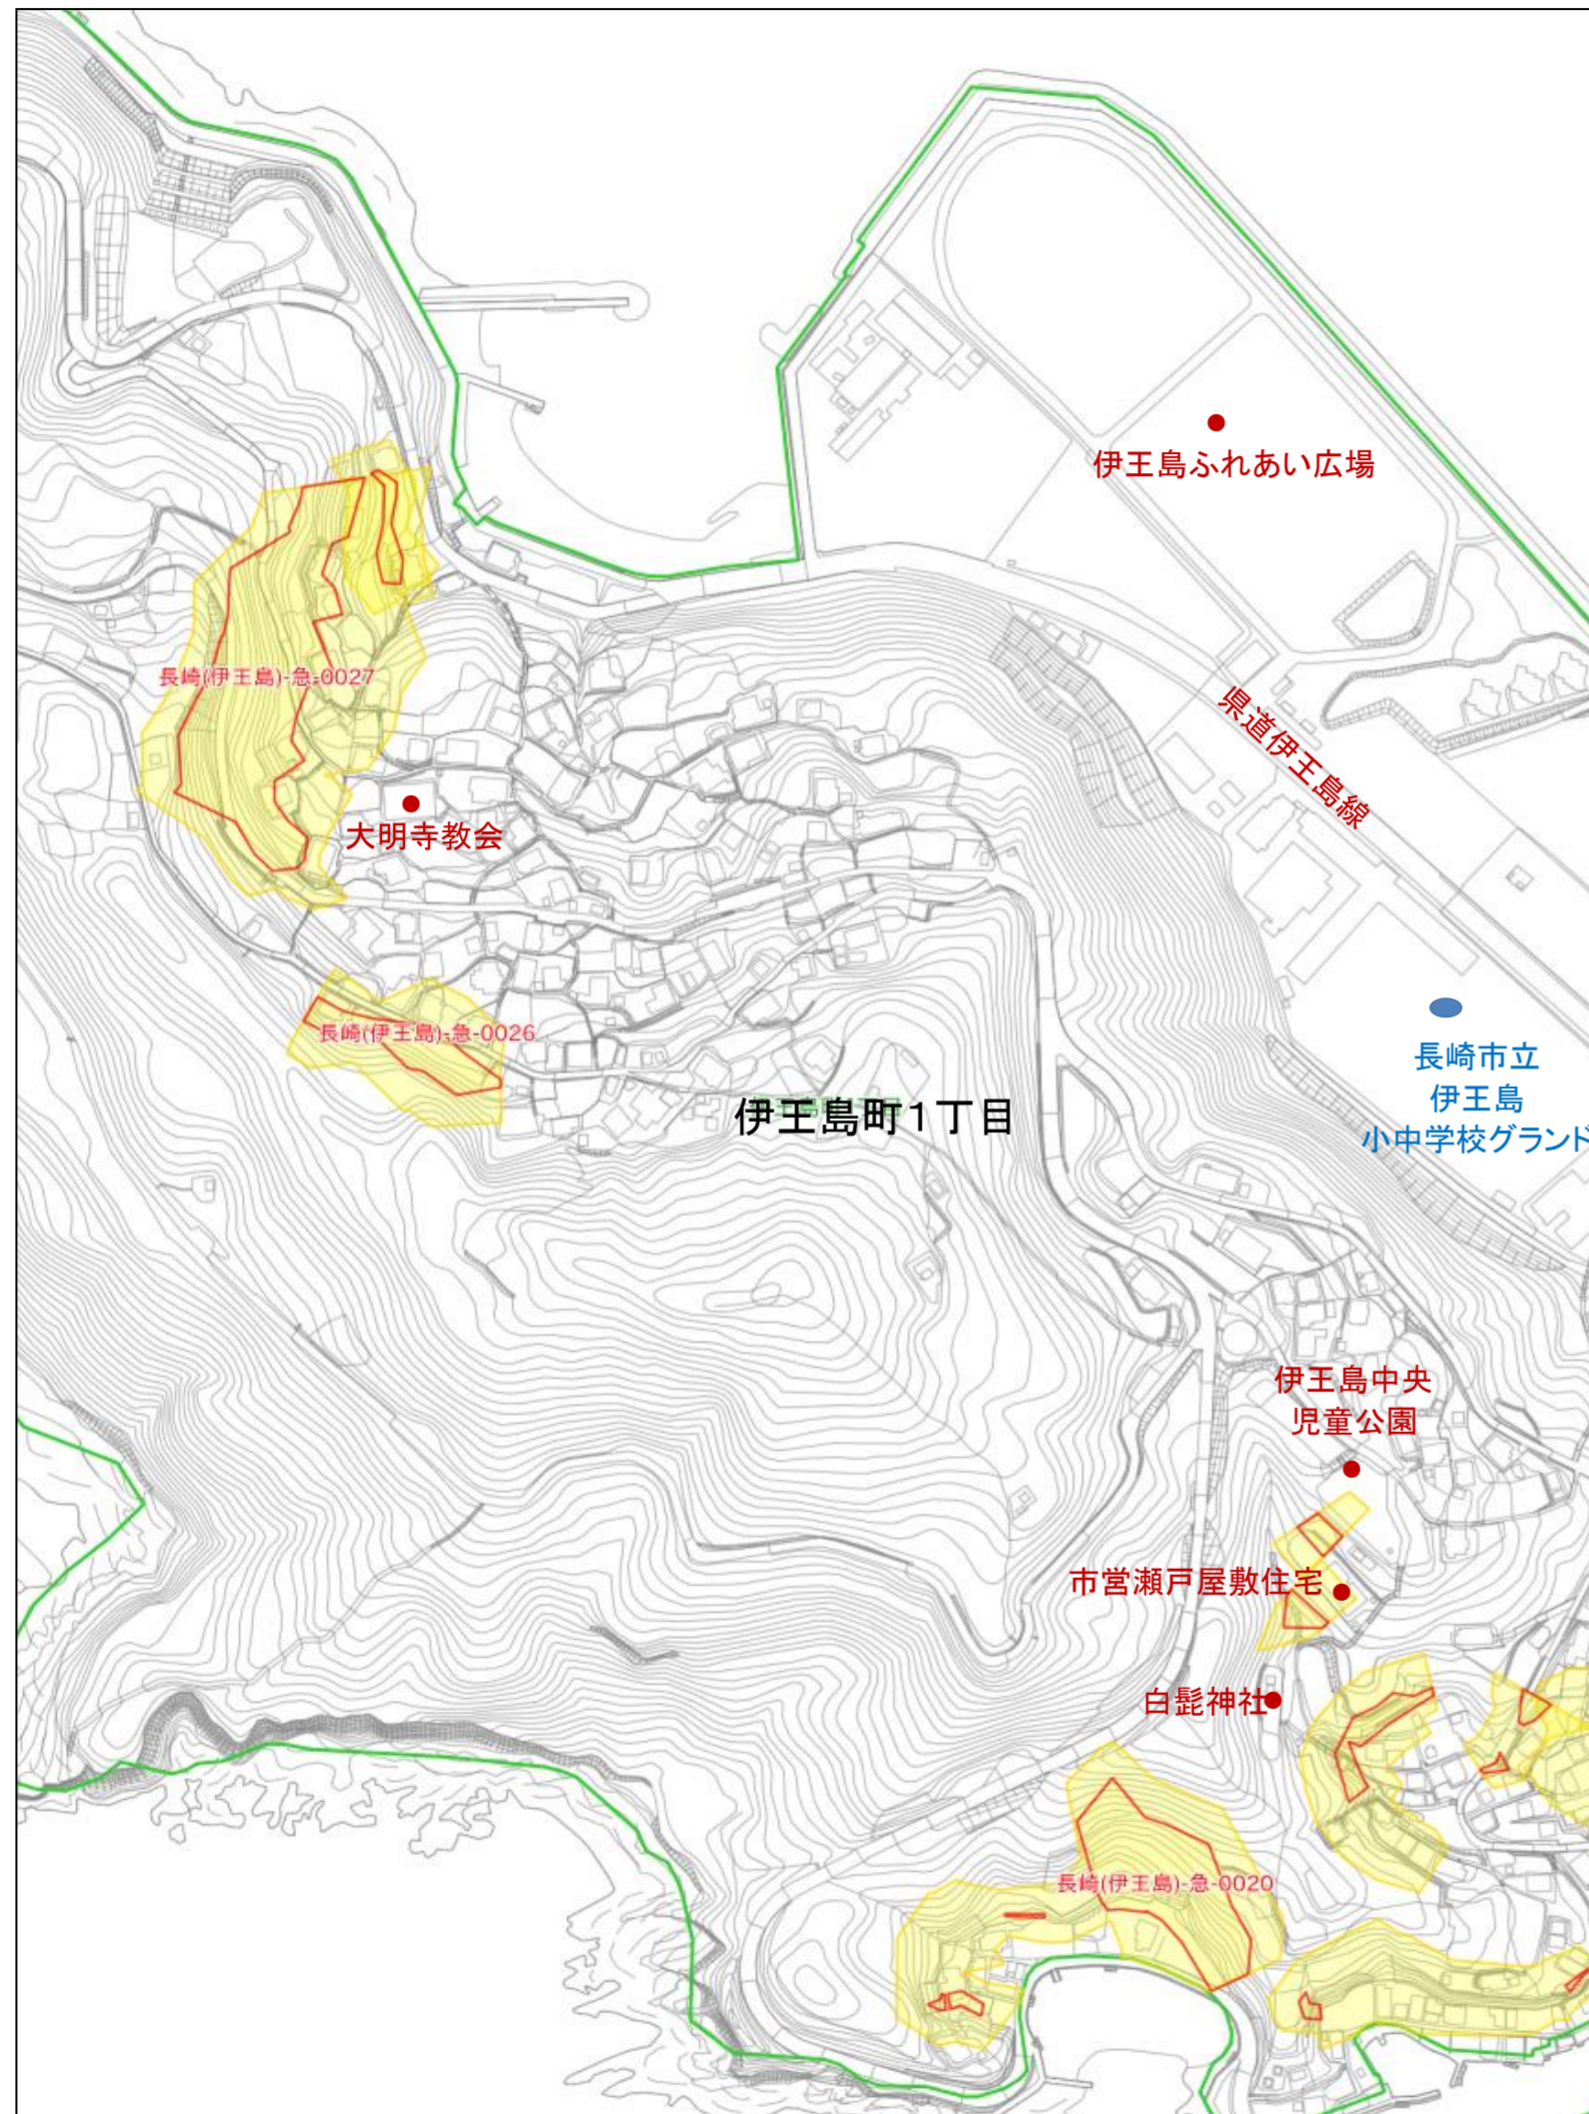 伊王島ふれあい広場
長崎(伊王島)-急-0027
県道伊王島線
大明寺教会
長崎(伊王島)-急-0026
長崎市立
伊王島
小中学校グランド
伊王島町1丁目
伊王島中央
児童公園
市営瀬戸屋敷住宅
白髭神社
長崎(伊王島)-急-0020